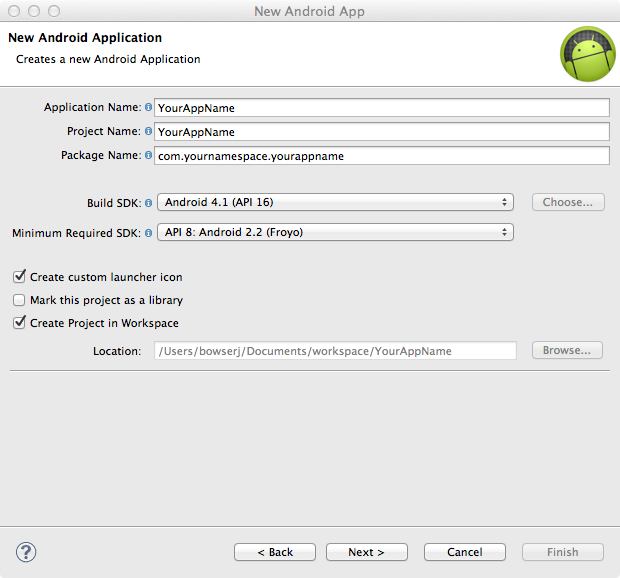 New Android App
New Android Application
Creates a new Android Application
Application Name: YourAppName
Project Name: YourAppName
Package Name: com.yournamespace.yourappname
Build SDK: Android 4.1 (API 16) Choose...
Minimum Required SDK: API 8: Android 2.2 (Froyo)
Create custom launcher icon
Mark this project as a library
Create Project in Workspace
Location: /Users/bowserj/Documents/workspace/YourAppName Browse...
? < Back Next > Cancel Finish